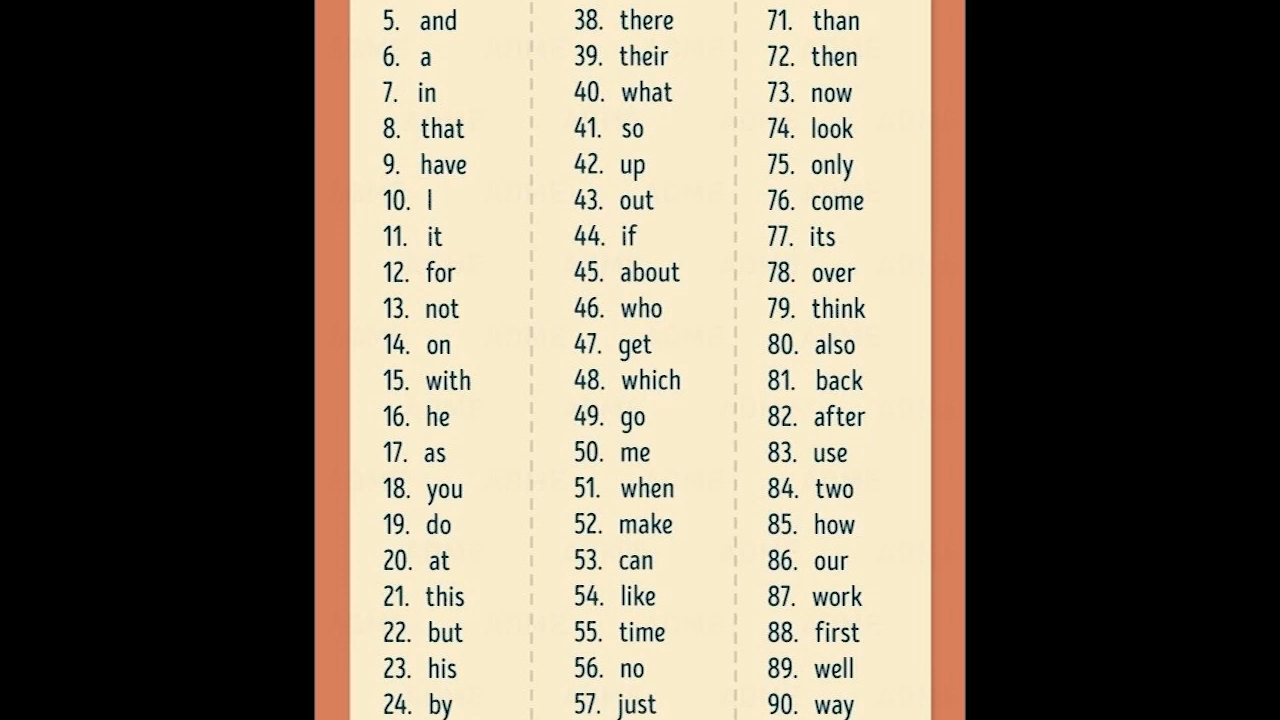 5. and
6. a
7. in
8. that
9. have
10. I
11. it
12. for
13. not
14. on
15. with
16. he
17. as
18. you
19. do
20. at
21. this
22. but
23. his
24. by
38. there
39. their
40. what
41. so
42. up
43. out
44. if
45. about
46. who
47. get
48. which
49. go
50. me
51. when
52. make
53. can
54. like
55. time
56. no
57. just
71. than
72. then
73. now
74. look
75. only
76. come
77. its
78. over
79. think
80. also
81. back
82. after
83. use
84. two
85. how
86. our
87. work
88. first
89. well
90. way